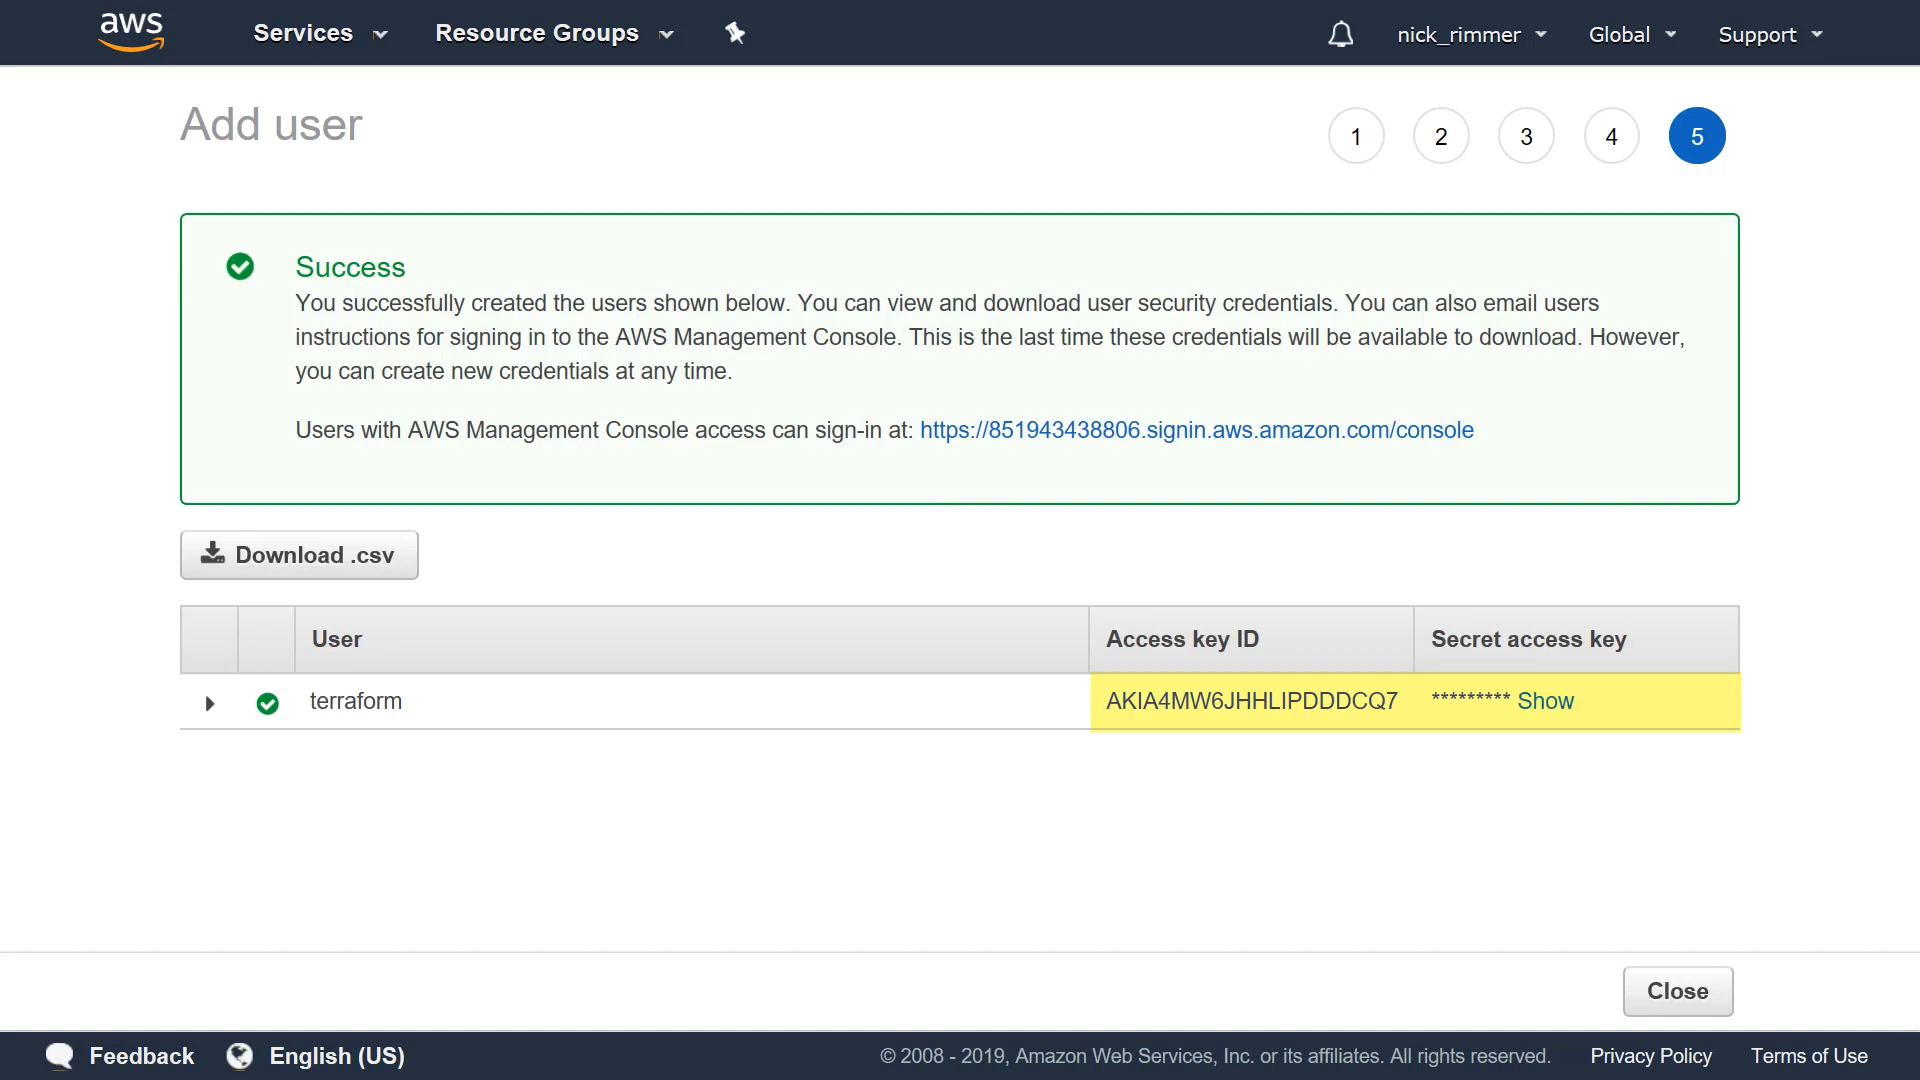 aws Services Resource Groups nick_rimmer Global Support
Add user
1 2 3 4 5
Success
You successfully created the users shown below. You can view and download user security credentials. You can also email users
instructions for signing in to the AWS Management Console. This is the last time these credentials will be available to download. However,
you can create new credentials at any time.
Users with AWS Management Console access can sign-in at: https://851943438806.signin.aws.amazon.com/console
Download .csv
User Access key ID Secret access key
terraform AKIA4MW6JHHLIPDDDCQ7 ********* Show
Close
Feedback English (US) © 2008 - 2019, Amazon Web Services, Inc. or its affiliates. All rights reserved. Privacy Policy Terms of Use